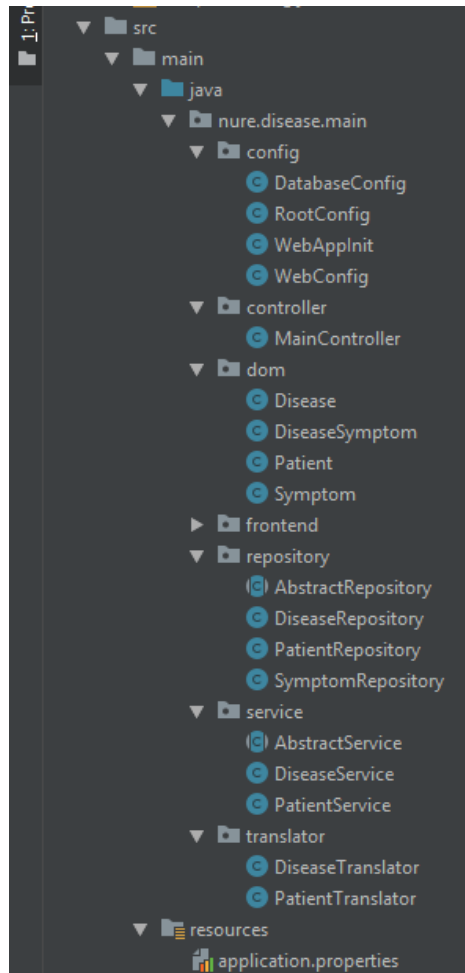 1: Pr
src
main
java
nure.disease.main
config
DatabaseConfig
RootConfig
WebAppInit
WebConfig
controller
MainController
dom
Disease
DiseaseSymptom
Patient
Symptom
frontend
repository
AbstractRepository
DiseaseRepository
PatientRepository
SymptomRepository
service
AbstractService
DiseaseService
PatientService
translator
DiseaseTranslator
PatientTranslator
resources
application.properties